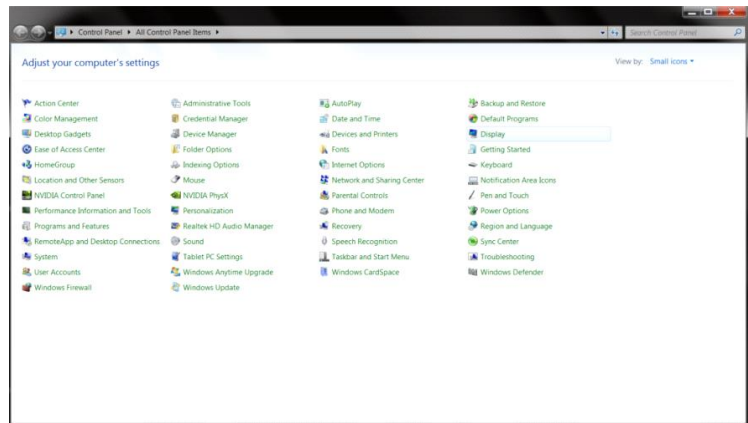 Control Panel All Control Panel Items Search Control Panel
Adjust your computer's settings View by: Small icons
Action Center Administrative Tools AutoPlay Backup and Restore
Color Management Credential Manager Date and Time Default Programs
Desktop Gadgets Device Manager Devices and Printers Display
Ease of Access Center Folder Options Fonts Getting Started
HomeGroup Indexing Options Internet Options Keyboard
Location and Other Sensors Mouse Network and Sharing Center Notification Area Icons
NVIDIA Control Panel NVIDIA PhysX Parental Controls Pen and Touch
Performance Information and Tools Personalization Phone and Modem Power Options
Programs and Features Realtek HD Audio Manager Recovery Region and Language
RemoteApp and Desktop Connections Sound Speech Recognition Sync Center
System Tablet PC Settings Taskbar and Start Menu Troubleshooting
User Accounts Windows Anytime Upgrade Windows CardSpace Windows Defender
Windows Firewall Windows Update